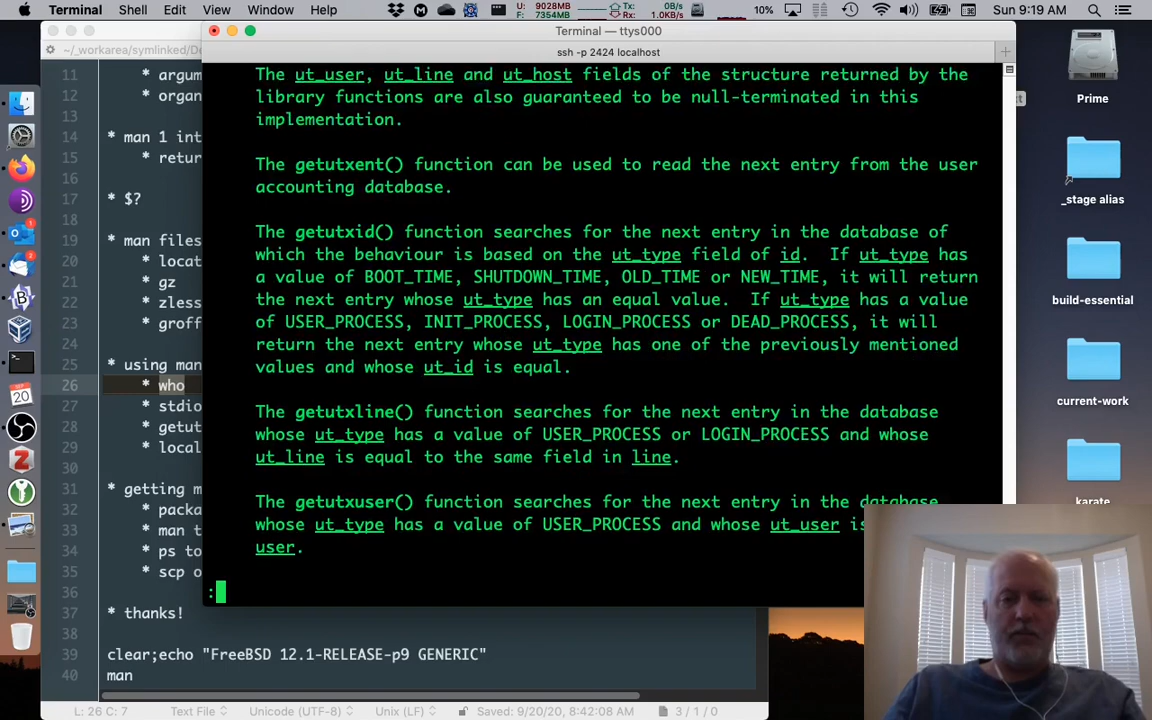 Terminal Shell Edit View Window Help
U: 9028MB
F: 7354MB
Tx: 0B/s
Rx: 1.0KB/s
10%
Sun 9:19 AM
Terminal — ttys000
~/_workarea/symlinked/De
ssh -p 2424 localhost
11 * argum
12 * organ
13
14 * man 1 int
15 * retur
16
17 * $?
18
19 * man files
20 * locat
21 * gz
22 * zless
23 * groff
24
25 * using man
26 * who
27 * stdio
28 * getut
29 * local
30
31 * getting m
32 * packa
33 * man t
34 * ps to
35 * scp o
36
37 * thanks!
38
39 clear;echo "FreeBSD 12.1-RELEASE-p9 GENERIC"
40 man
The ut_user, ut_line and ut_host fields of the structure returned by the
library functions are also guaranteed to be null-terminated in this
implementation.
The getutxent() function can be used to read the next entry from the user
accounting database.
The getutxid() function searches for the next entry in the database of
which the behaviour is based on the ut_type field of id. If ut_type has
a value of BOOT_TIME, SHUTDOWN_TIME, OLD_TIME or NEW_TIME, it will return
the next entry whose ut_type has an equal value. If ut_type has a value
of USER_PROCESS, INIT_PROCESS, LOGIN_PROCESS or DEAD_PROCESS, it will
return the next entry whose ut_type has one of the previously mentioned
values and whose ut_id is equal.
The getutxline() function searches for the next entry in the database
whose ut_type has a value of USER_PROCESS or LOGIN_PROCESS and whose
ut_line is equal to the same field in line.
The getutxuser() function searches for the next entry in the database
whose ut_type has a value of USER_PROCESS and whose ut_user is
user.
:
L: 26 C: 7 Text File Unicode (UTF-8) Unix (LF) Saved: 9/20/20, 8:42:08 AM 3 / 1 / 0
Prime
_stage alias
build-essential
current-work
karate
SEP
20